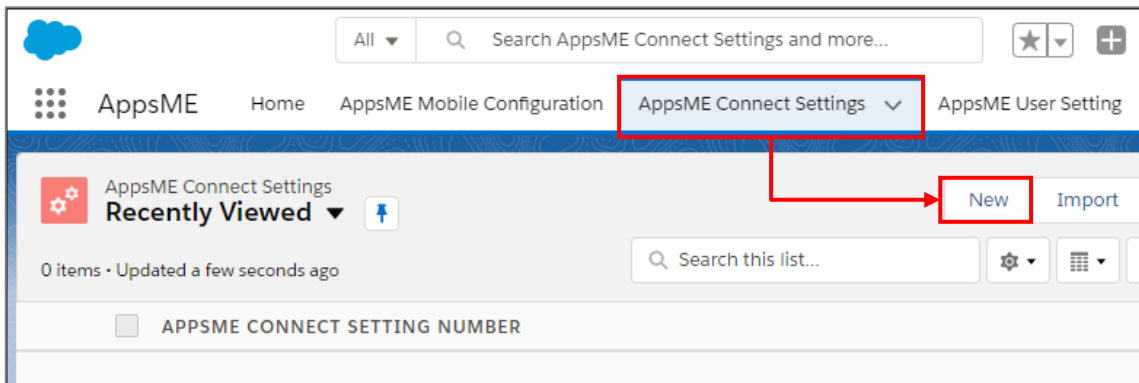 All
Search AppsME Connect Settings and more...
AppsME
Home
AppsME Mobile Configuration
AppsME Connect Settings
AppsME User Setting
AppsME Connect Settings
Recently Viewed
New
Import
0 items • Updated a few seconds ago
Search this list...
APPSME CONNECT SETTING NUMBER